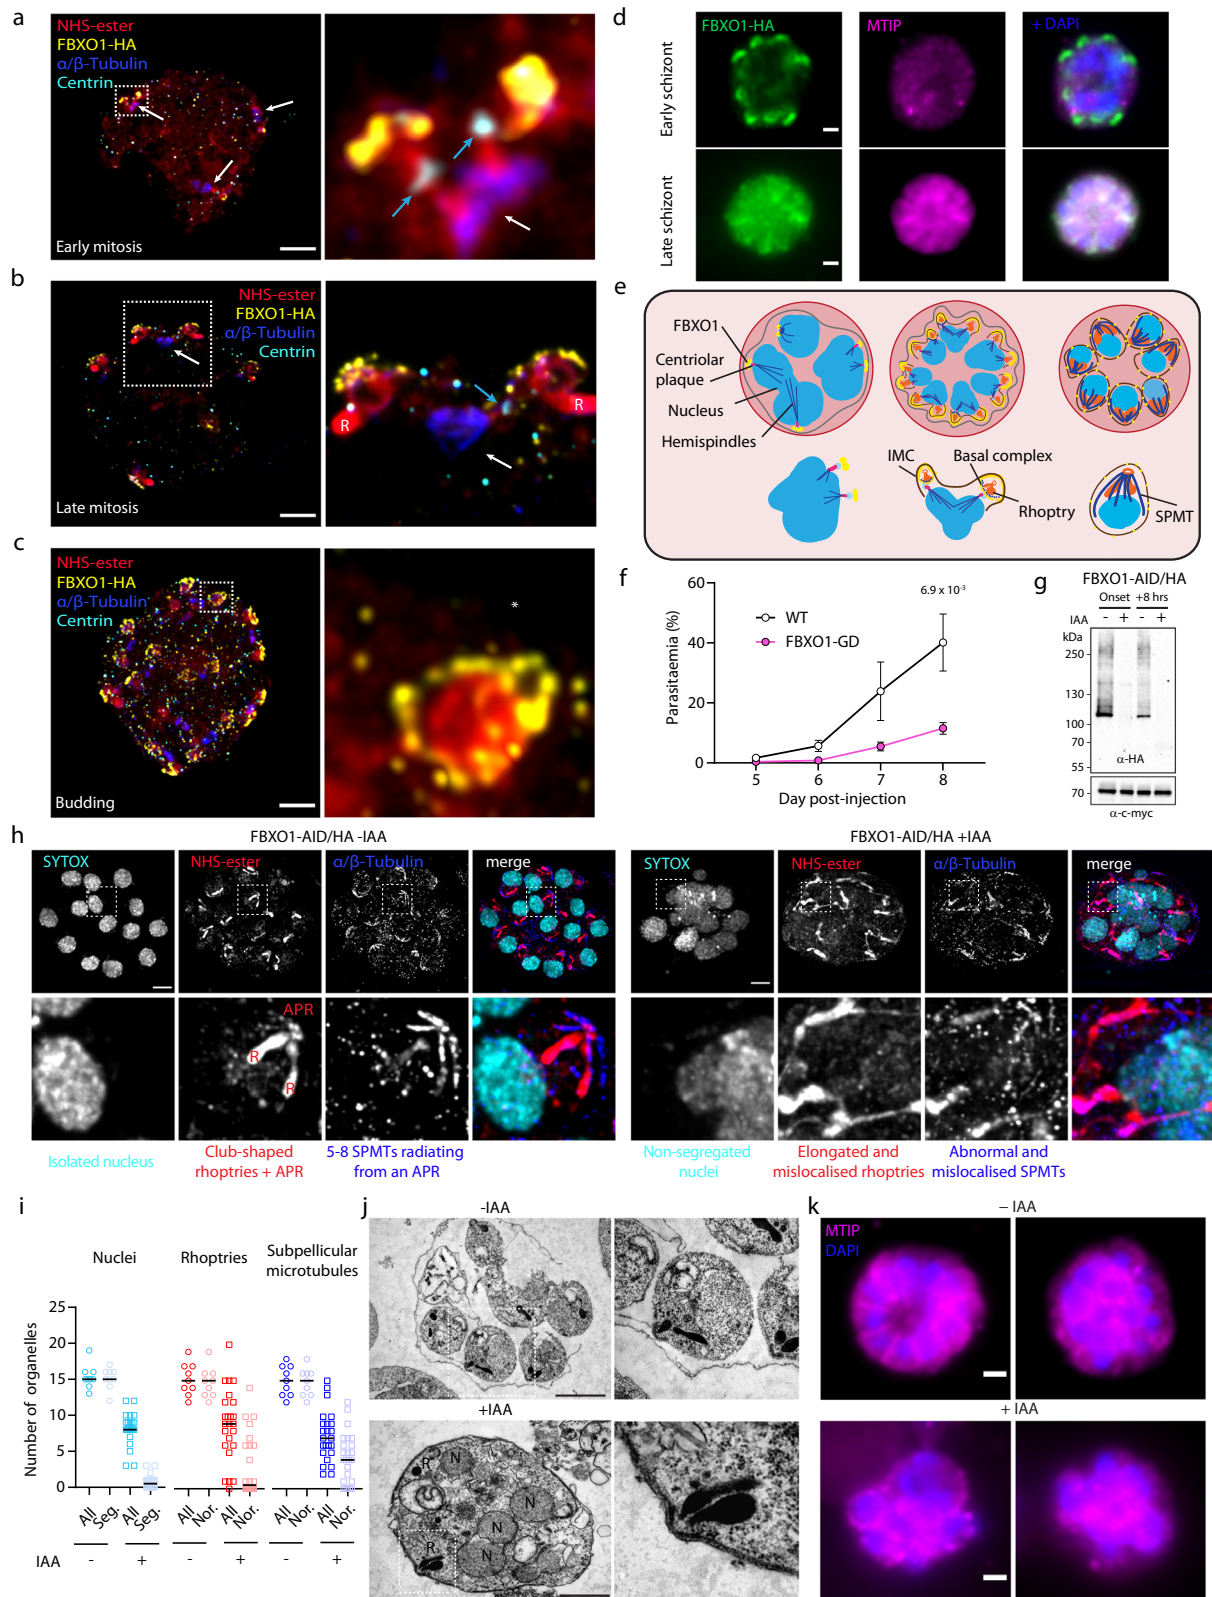 a
NHS-ester
FBXO1-HA
α/β-Tubulin
Centrin
Early mitosis
b
NHS-ester
FBXO1-HA
α/β-Tubulin
Centrin
R
R
Late mitosis
c
NHS-ester
FBXO1-HA
α/β-Tubulin
Centrin
*
Budding
d
FBXO1-HA
MTIP
+ DAPI
Early schizont
Late schizont
e
FBXO1
Centriolar
plaque
Nucleus
Hemispindles
IMC
Basal complex
Rhoptry
SPMT
f
60
40
20
0
Parasitaemia (%)
6.9 x 10⁻³
WT
FBXO1-GD
5 6 7 8
Day post-injection
g
FBXO1-AID/HA
Onset +8 hrs
IAA - + - +
kDa
250
130
100
70
55
α-HA
70
α-c-myc
h
FBXO1-AID/HA -IAA
SYTOX
NHS-ester
α/β-Tubulin
merge
APR
R
R
Isolated nucleus
Club-shaped
rhoptries + APR
5-8 SPMTs radiating
from an APR
FBXO1-AID/HA +IAA
SYTOX
NHS-ester
α/β-Tubulin
merge
Non-segregated
nuclei
Elongated and
mislocalised rhoptries
Abnormal and
mislocalised SPMTs
i
Nuclei
Rhoptries
Subpellicular
microtubules
Number of organelles
25
20
15
10
5
0
All Seg. All Seg. All Nor. All Nor. All Nor. All Nor.
IAA - + - + - +
j
-IAA
+IAA
R
N
N
N
N
R
k
– IAA
MTIP
DAPI
+ IAA